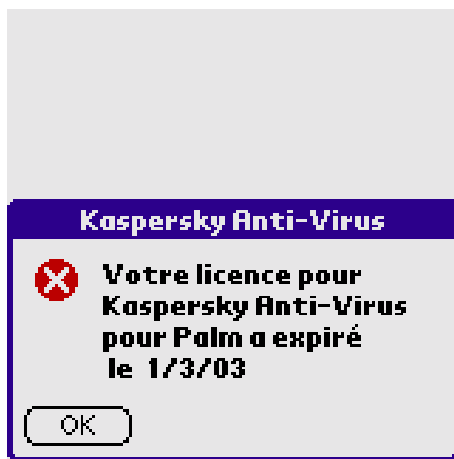 Kaspersky Anti-Virus
Votre licence pour
Kaspersky Anti-Virus
pour Palm a expiré
le 1/3/03
OK